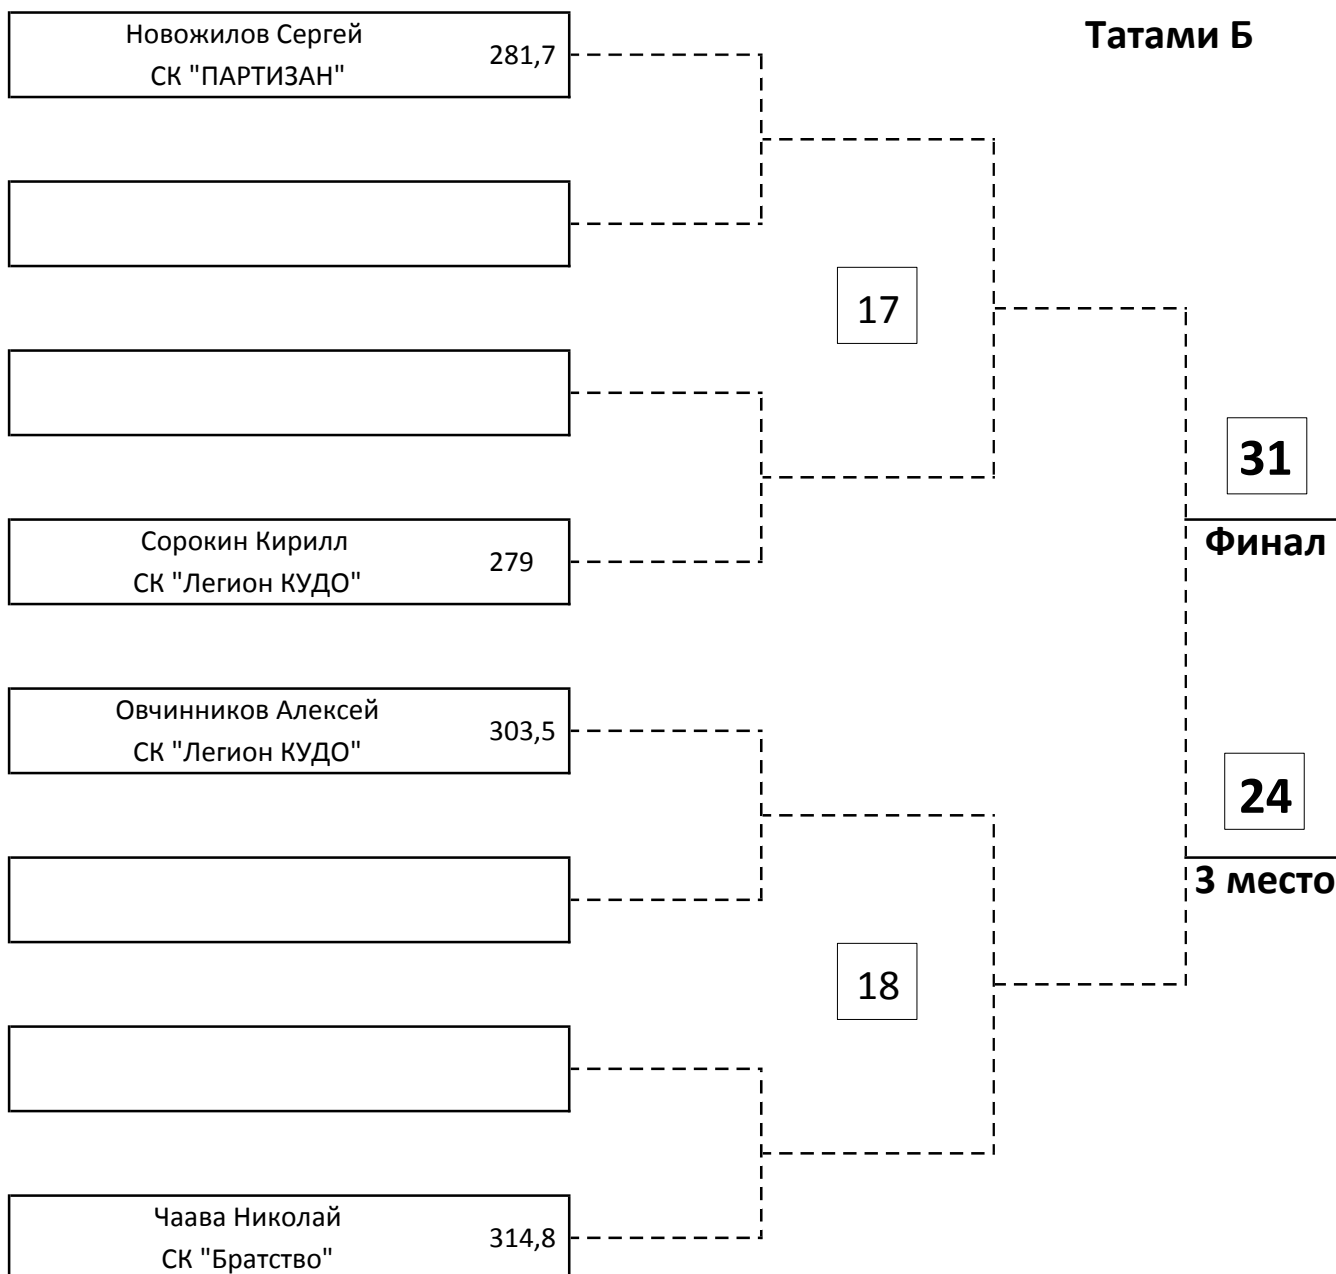 Татами Б
Новожилов Сергей
СК "ПАРТИЗАН"
281,7
17
31
Финал
Сорокин Кирилл
СК "Легион КУДО"
279
Овчинников Алексей
СК "Легион КУДО"
303,5
24
3 место
18
Чаава Николай
СК "Братство"
314,8